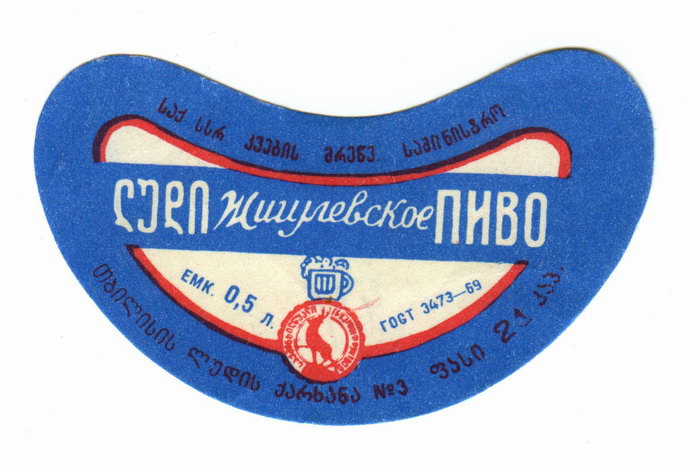 საქ სსრ კვების მრეწვ. სამინისტრო
ლუდი Жигулевское ПИВО
ЕМК. 0,5 Л.
ГОСТ 3473—69
თბილისის ლუდის ქარხანა №3 ფასი 21 კაპ.